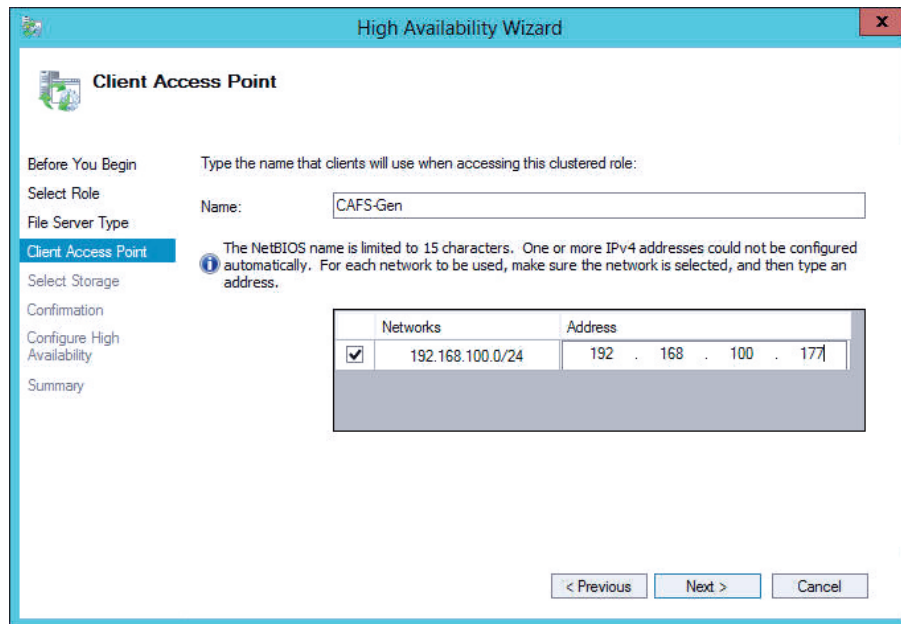 High Availability Wizard
x
Client Access Point
Before You Begin
Select Role
File Server Type
Client Access Point
Select Storage
Confirmation
Configure High
Availability
Summary
Type the name that clients will use when accessing this clustered role:
Name:
CAFS-Gen
The NetBIOS name is limited to 15 characters. One or more IPv4 addresses could not be configured
automatically. For each network to be used, make sure the network is selected, and then type an
address.
Networks Address
192.168.100.0/24 192 . 168 . 100 . 177
< Previous Next > Cancel